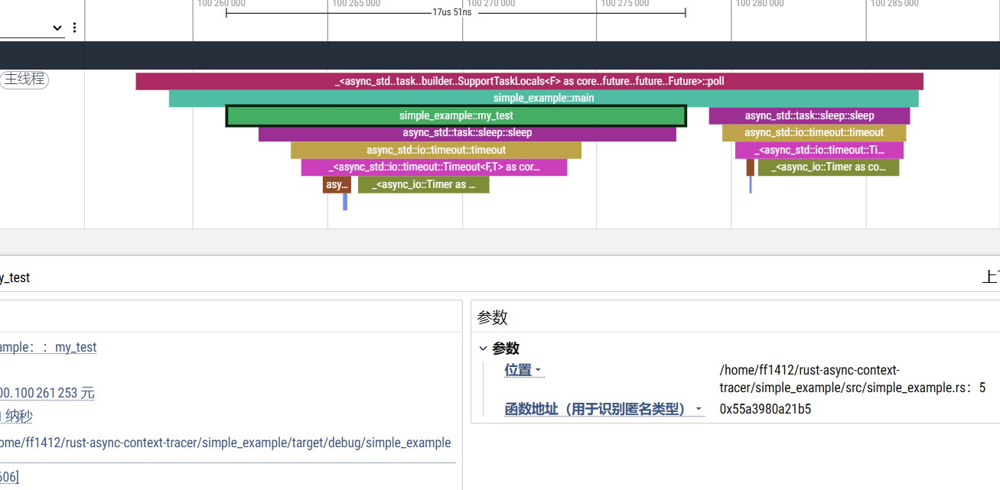 100 260 000
100 265 000
100 270 000
100 275 000
100 280 000
100 285 000
17us 51ns
主线程
_<async_std..task..builder..SupportTaskLocals<F> as core..future..future..Future>::poll
simple_example::main
simple_example::my_test
async_std::task::sleep::sleep
async_std::task::sleep::sleep
async_std::io::timeout::timeout
async_std::io::timeout::timeout
_<async_std::io::timeout::Timeout<F,T> as cor...
_<async_std::io::timeout::Ti...
_<async_io::Timer as co...
asy...
_<async_io::Timer as ...
y_test
上下
参数
参数
ample：：my_test
位置
/home/ff1412/rust-async-context-
tracer/simple_example/src/simple_example.rs：5
00.100 261 253 元
函数地址（用于识别匿名类型）
0x55a3980a21b5
纳秒
ome/ff1412/rust-async-context-tracer/simple_example/target/debug/simple_example
606]